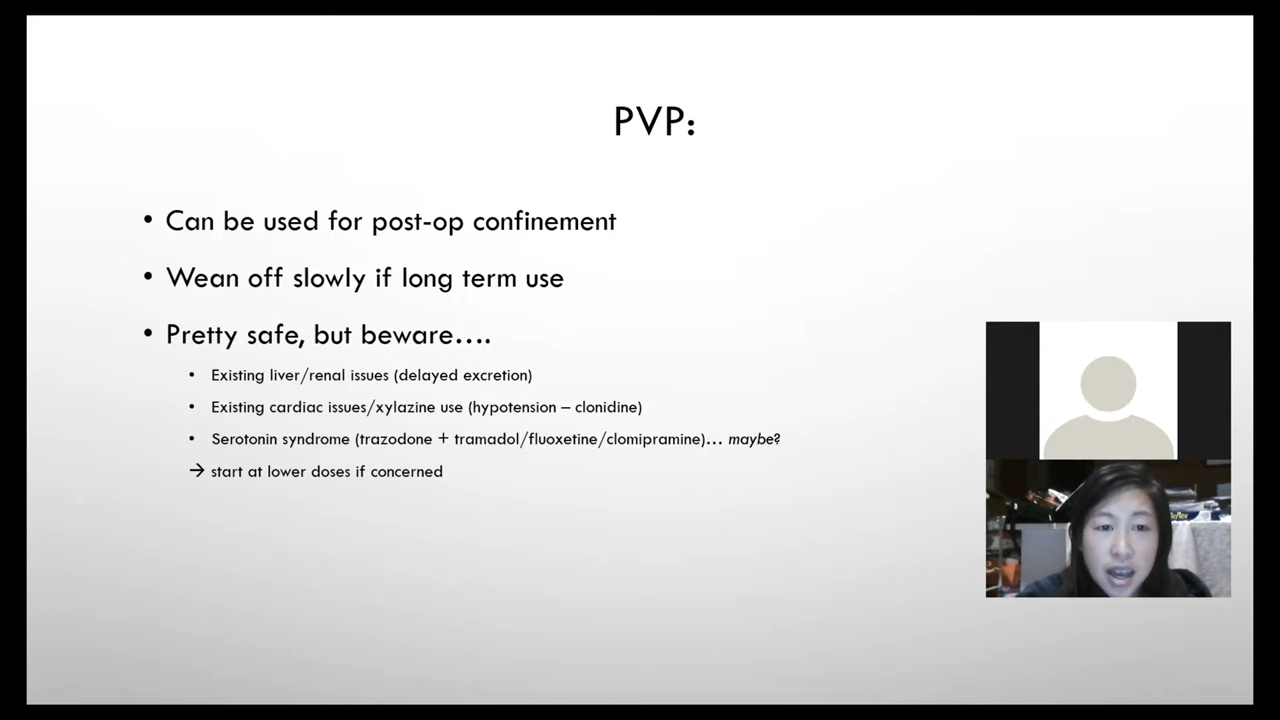 PVP:
• Can be used for post-op confinement
• Wean off slowly if long term use
• Pretty safe, but beware….
• Existing liver/renal issues (delayed excretion)
• Existing cardiac issues/xylazine use (hypotension – clonidine)
• Serotonin syndrome (trazodone + tramadol/fluoxetine/clomipramine)… maybe?
→ start at lower doses if concerned